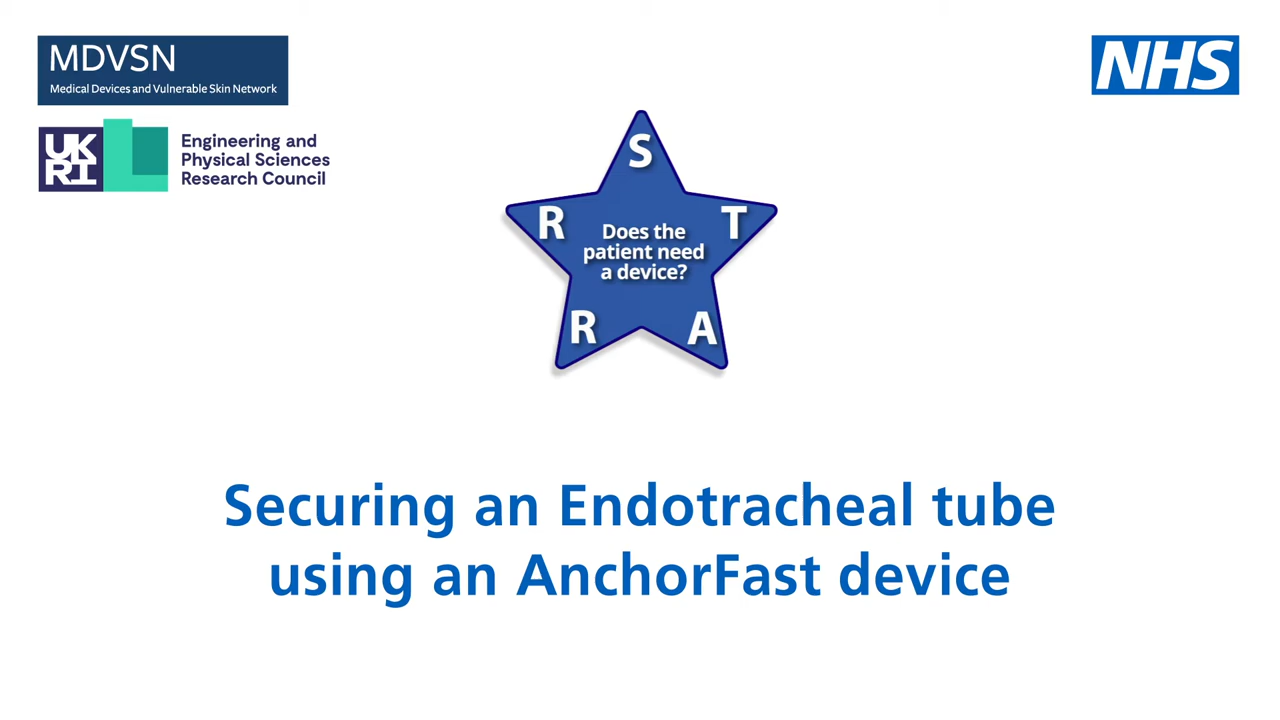 MDVSN
Medical Devices and Vulnerable Skin Network
UK
RI
Engineering and
Physical Sciences
Research Council
NHS
S
R
T
Does the
patient need
a device?
R
A
Securing an Endotracheal tube
using an AnchorFast device